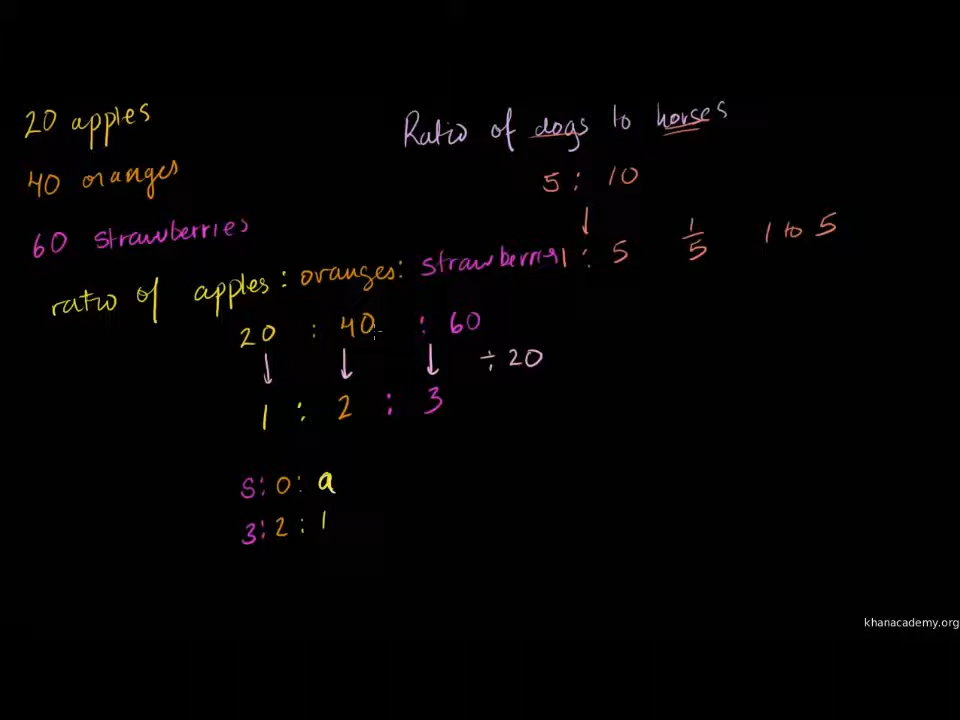 20 apples
40 oranges
60 strawberries
ratio of apples : oranges : strawberries
20 : 40 : 60
÷ 20
1 : 2 : 3
S : O : a
3 : 2 : 1
Ratio of dogs to horses
5 : 10
1 : 5 1/5 1 to 5
khanacademy.org